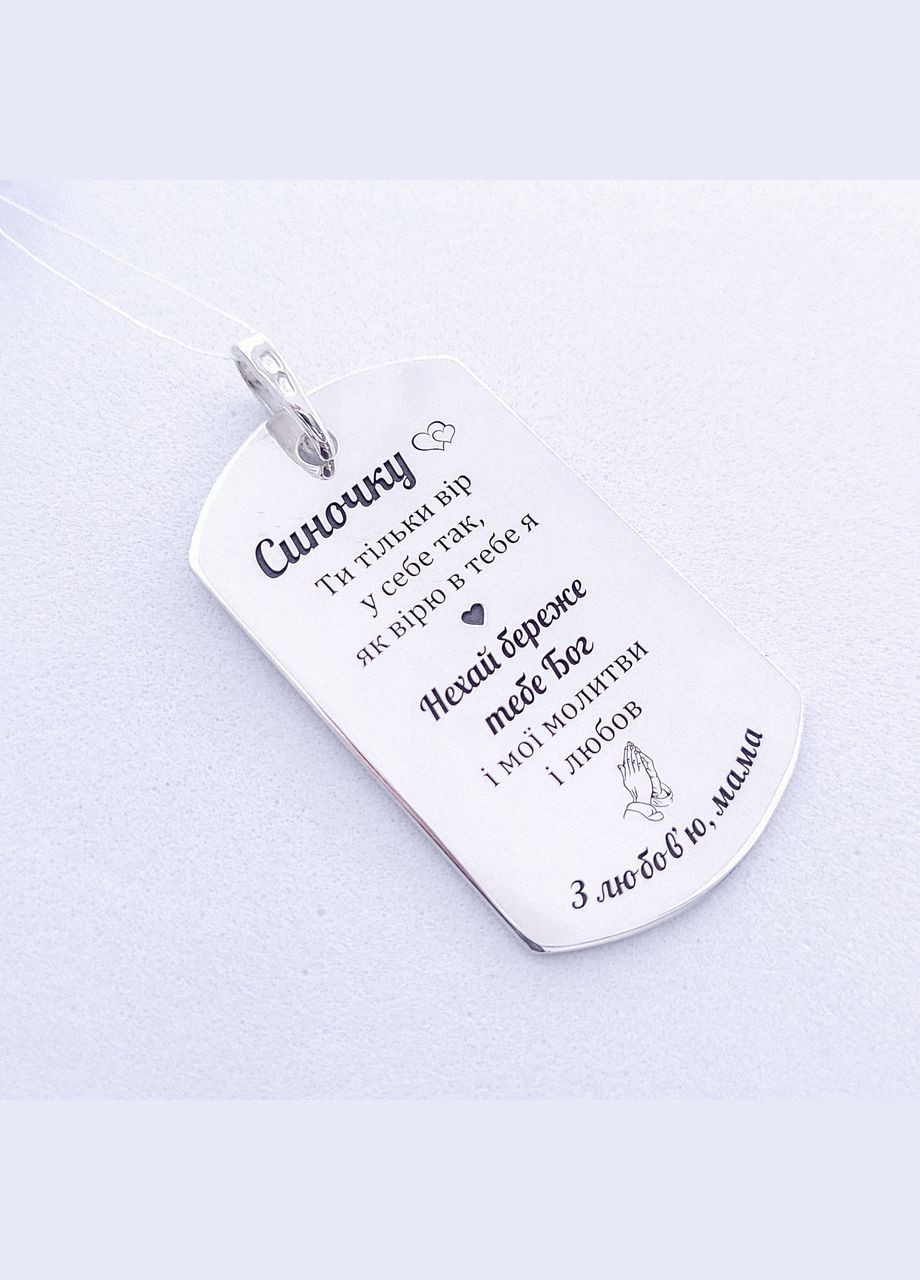 Синочку
Ти тільки вір
у себе так,
як вірю в тебе я
Нехай береже
тебе Бог
і мої молитви
і любов
З любов'ю, мама